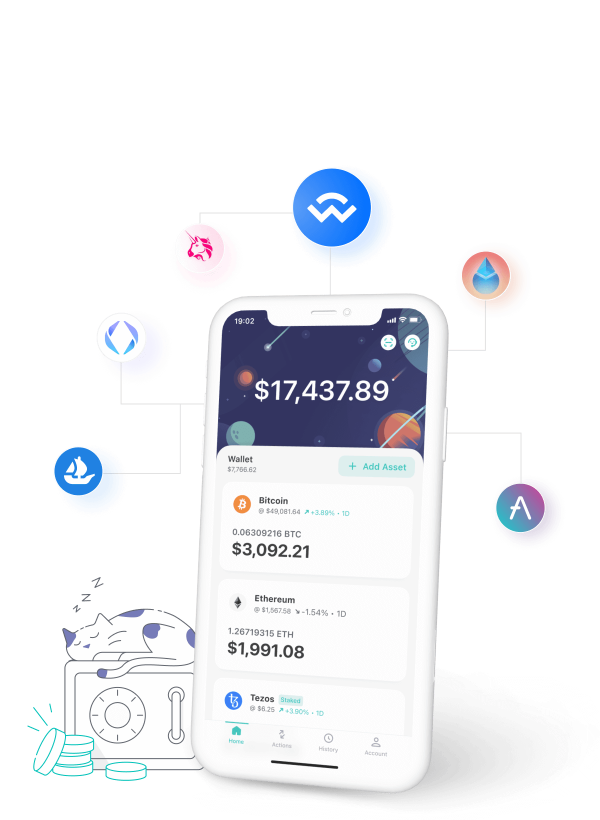 19:02
$17,437.89
Wallet
$7,766.62
+ Add Asset
Bitcoin
@ $49,081.64 ↗+3.89% • 1D
0.06309216 BTC
$3,092.21
Ethereum
@ $1,567.58 ↘-1.54% • 1D
1.26719315 ETH
$1,991.08
Tezos Staked
@ $6.25 ↗+3.90% • 1D
Home
Actions
History
Account
z z z